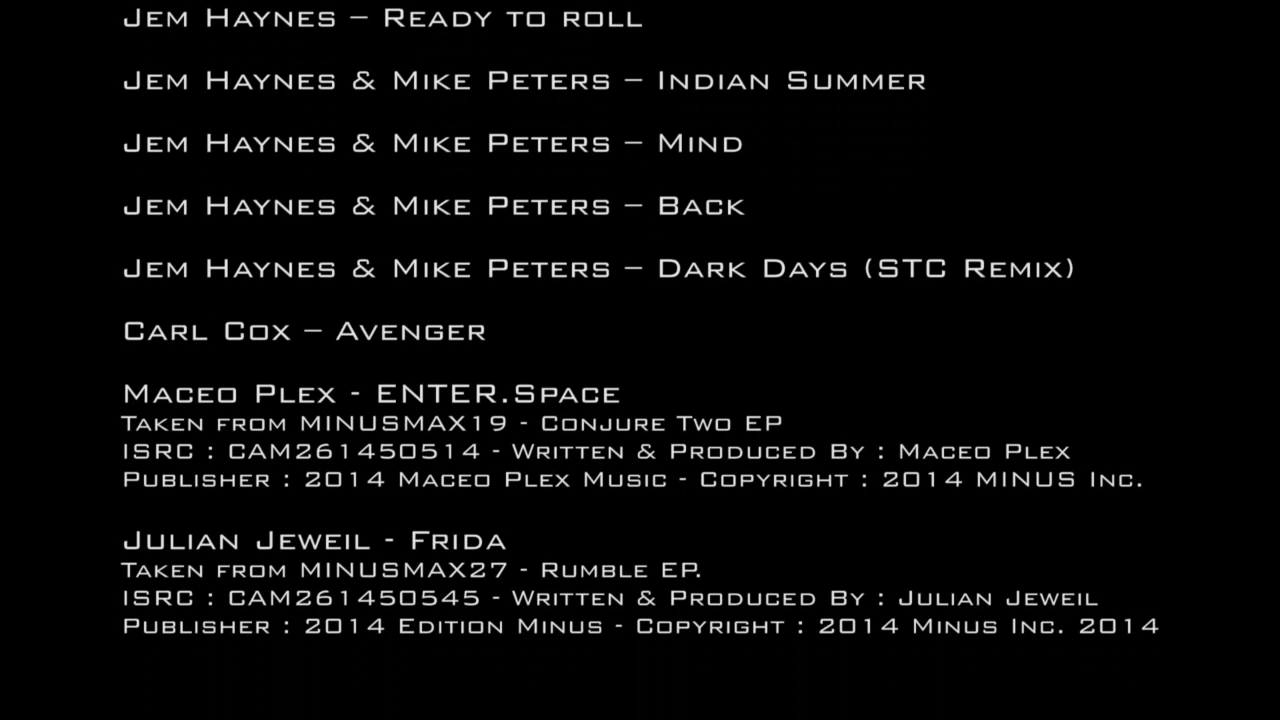 Jem Haynes – Ready to roll
Jem Haynes & Mike Peters – Indian Summer
Jem Haynes & Mike Peters – Mind
Jem Haynes & Mike Peters – Back
Jem Haynes & Mike Peters – Dark Days (STC Remix)
Carl Cox – Avenger
Maceo Plex - ENTER.Space
Taken from MINUSMAX19 - Conjure Two EP
ISRC : CAM261450514 - Written & Produced By : Maceo Plex
Publisher : 2014 Maceo Plex Music - Copyright : 2014 MINUS Inc.
Julian Jeweil - Frida
Taken from MINUSMAX27 - Rumble EP.
ISRC : CAM261450545 - Written & Produced By : Julian Jeweil
Publisher : 2014 Edition Minus - Copyright : 2014 Minus Inc. 2014